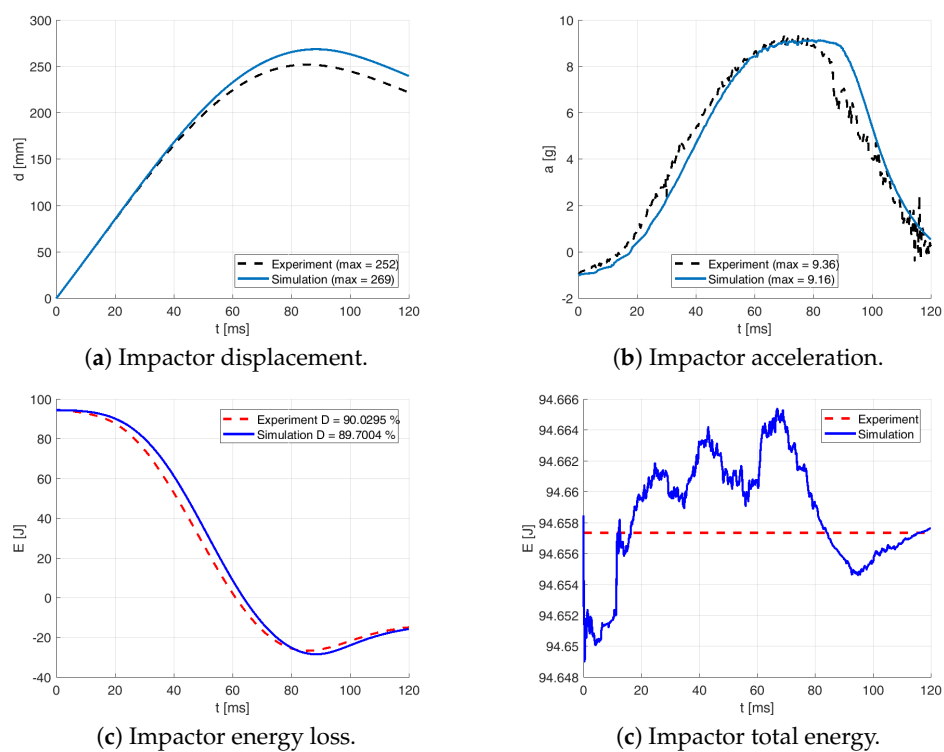 300
250
200
150
100
50
0
d [mm]
Experiment (max = 252)
Simulation (max = 269)
0 20 40 60 80 100 120
t [ms]
(a) Impactor displacement.
10
8
6
4
2
0
-2
a [g]
Experiment (max = 9.36)
Simulation (max = 9.16)
0 20 40 60 80 100 120
t [ms]
(b) Impactor acceleration.
100
80
60
40
20
0
-20
-40
E [J]
Experiment D = 90.0295 %
Simulation D = 89.7004 %
0 20 40 60 80 100 120
t [ms]
(c) Impactor energy loss.
94.666
94.664
94.662
94.66
94.658
94.656
94.654
94.652
94.65
94.648
E [J]
Experiment
Simulation
0 20 40 60 80 100 120
t [ms]
(c) Impactor total energy.